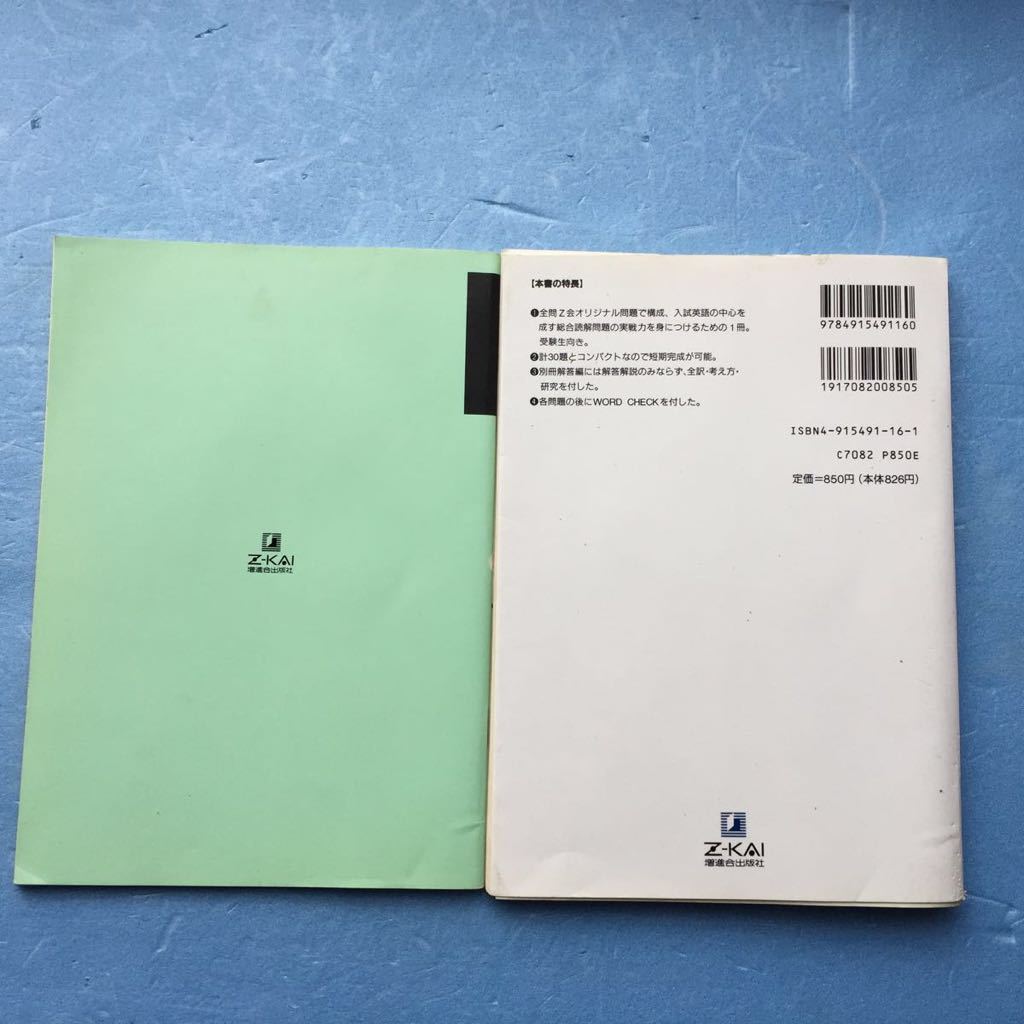 Z-KAI
増進会出版社
【本書の特長】
❶全問Z会オリジナル問題で構成、入試英語の中心を
成す総合読解問題の実戦力を身につけるための1冊。
受験生向き。
❷計30題とコンパクトなので短期完成が可能。
❸別冊解答編には解答解説のみならず、全訳・考え方・
研究を付した。
❹各問題の後にWORD CHECKを付した。
9784915491160
1917082008505
ISBN4-915491-16-1
C7082 P850E
定価=850円(本体826円)
Z-KAI
増進会出版社